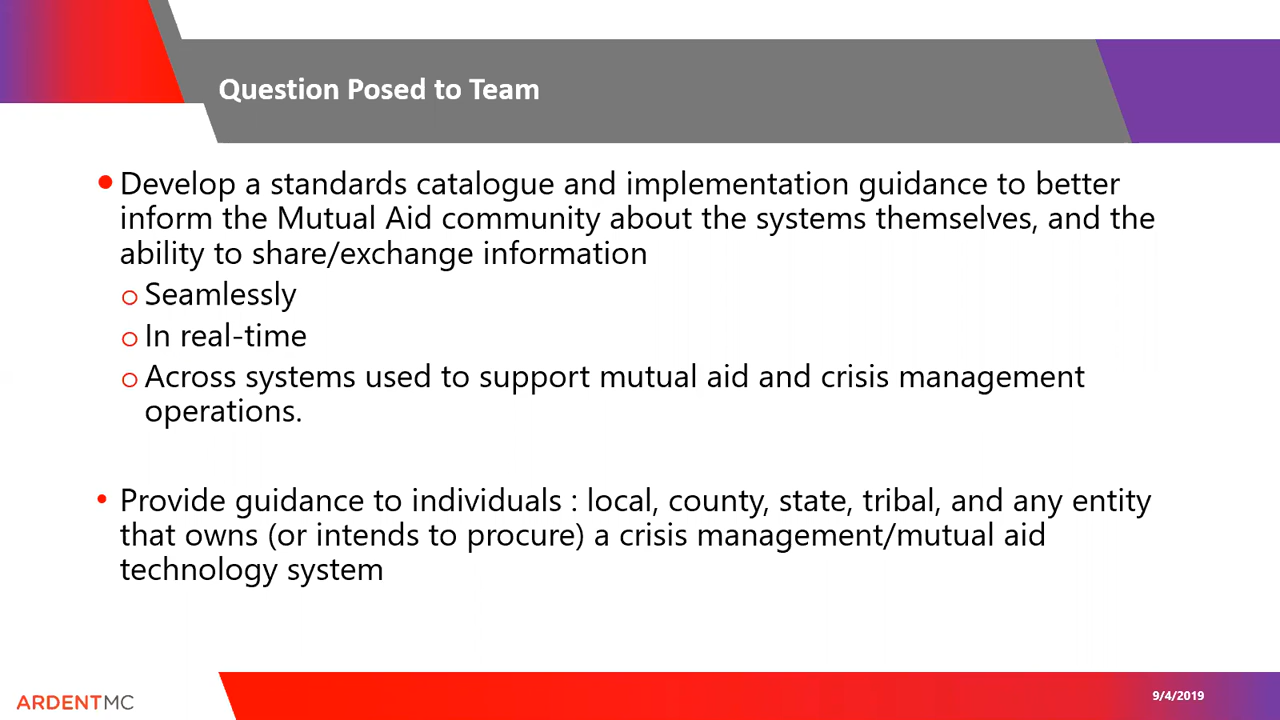 Question Posed to Team
Develop a standards catalogue and implementation guidance to better
inform the Mutual Aid community about the systems themselves, and the
ability to share/exchange information
Seamlessly
In real-time
Across systems used to support mutual aid and crisis management
operations.
Provide guidance to individuals : local, county, state, tribal, and any entity
that owns (or intends to procure) a crisis management/mutual aid
technology system
ARDENTMC
9/4/2019